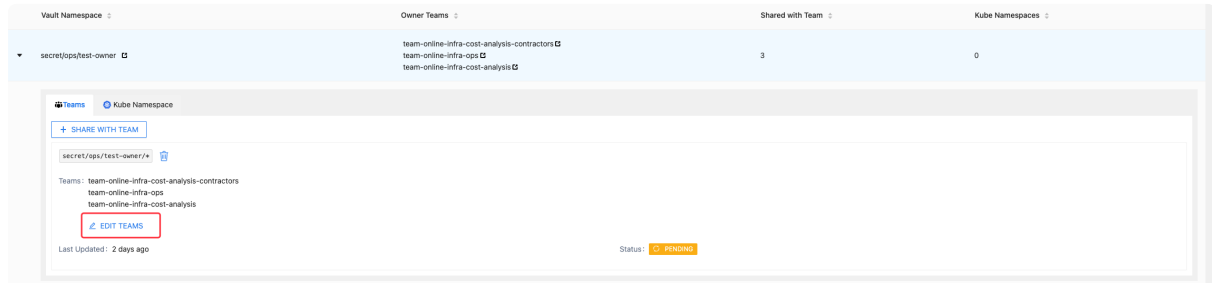 Vault Namespace Owner Teams Shared with Team Kube Namespaces
team-online-infra-cost-analysis-contractors
secret/ops/test-owner team-online-infra-ops 3 0
team-online-infra-cost-analysis
Teams Kube Namespace
+ SHARE WITH TEAM
secret/ops/test-owner/+
Teams: team-online-infra-cost-analysis-contractors
team-online-infra-ops
team-online-infra-cost-analysis
EDIT TEAMS
Last Updated: 2 days ago Status: PENDING